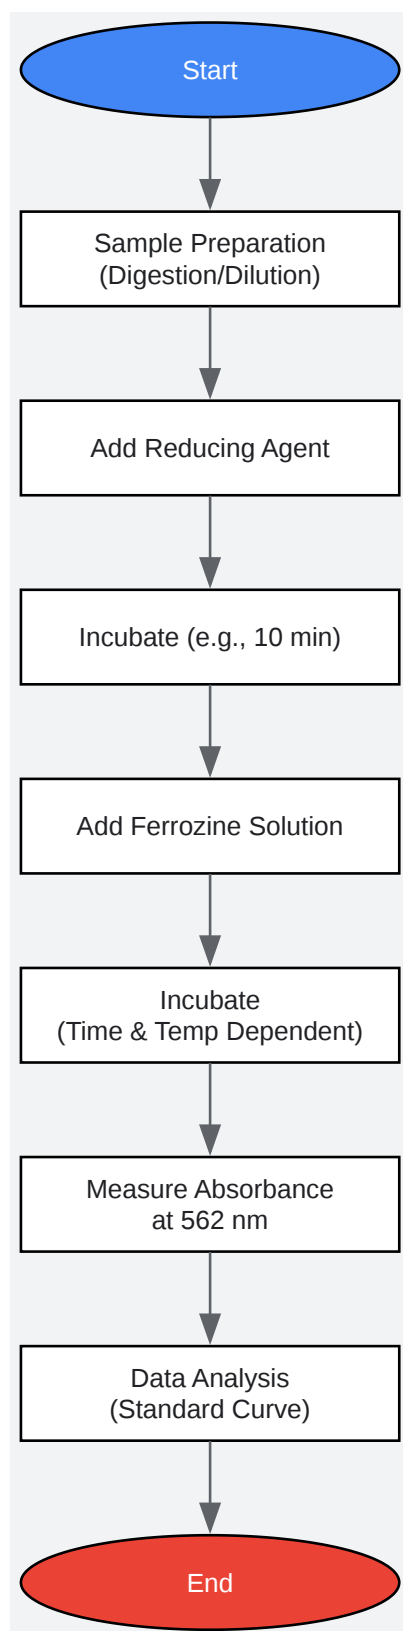 Start
Sample Preparation
(Digestion/Dilution)
Add Reducing Agent
Incubate (e.g., 10 min)
Add Ferrozine Solution
Incubate
(Time & Temp Dependent)
Measure Absorbance
at 562 nm
Data Analysis
(Standard Curve)
End